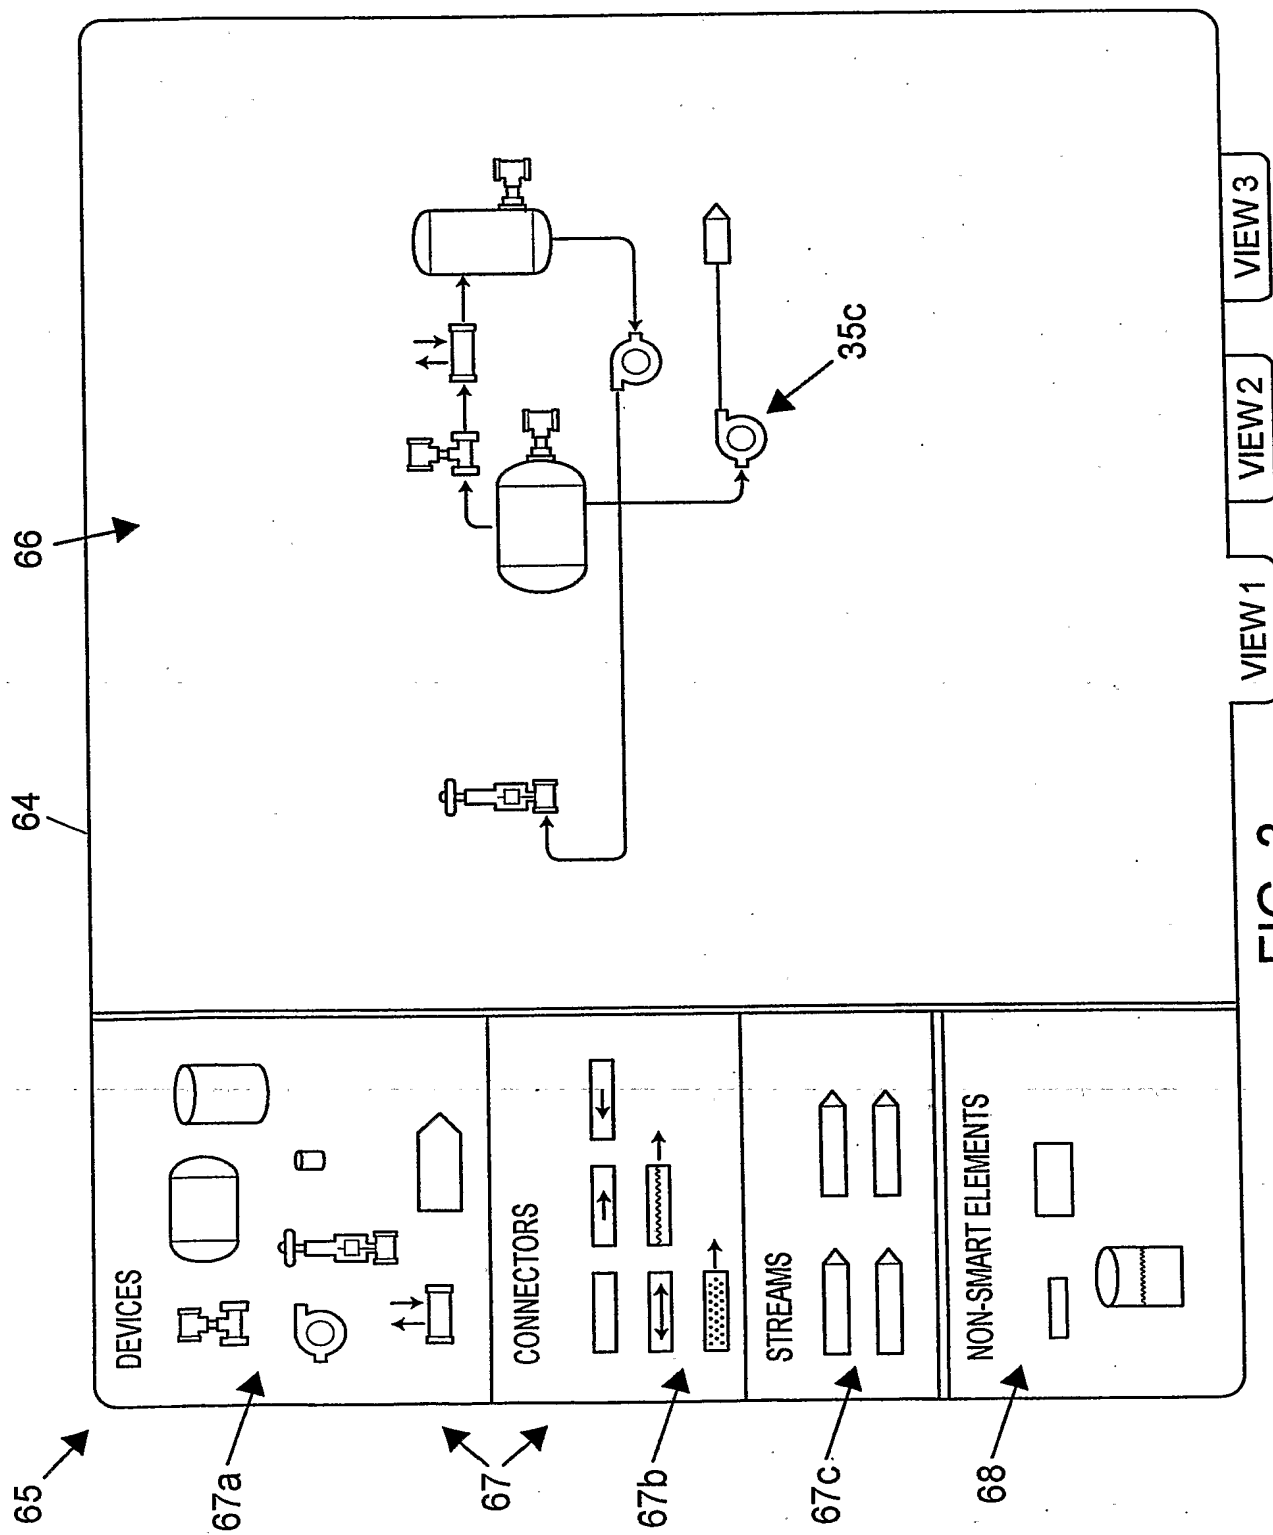 65
64
66
67a
DEVICES
67
CONNECTORS
67b
STREAMS
67c
NON-SMART ELEMENTS
68
35c
VIEW 1
VIEW 2
VIEW 3
FIG.